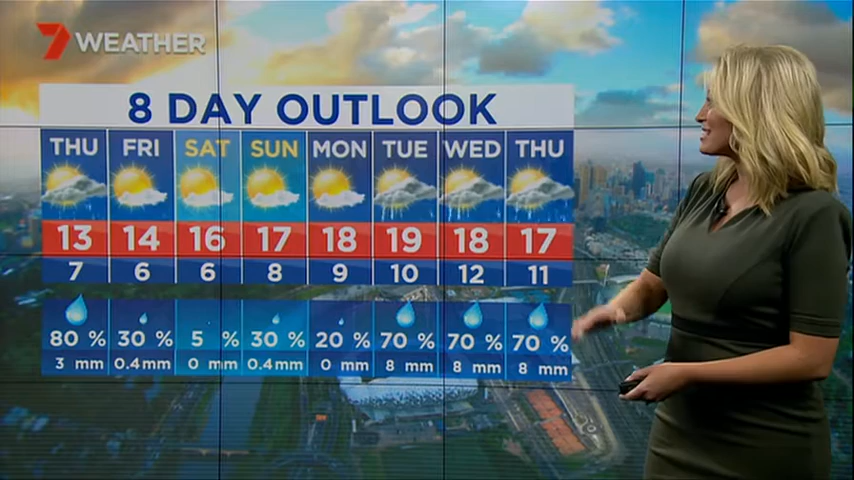 7 WEATHER
8 DAY OUTLOOK
THU FRI SAT SUN MON TUE WED THU
13 14 16 17 18 19 18 17
7 6 6 8 9 10 12 11
80 % 30 % 5 % 30 % 20 % 70 % 70 % 70 %
3 mm 0.4mm 0 mm 0.4mm 0 mm 8 mm 8 mm 8 mm